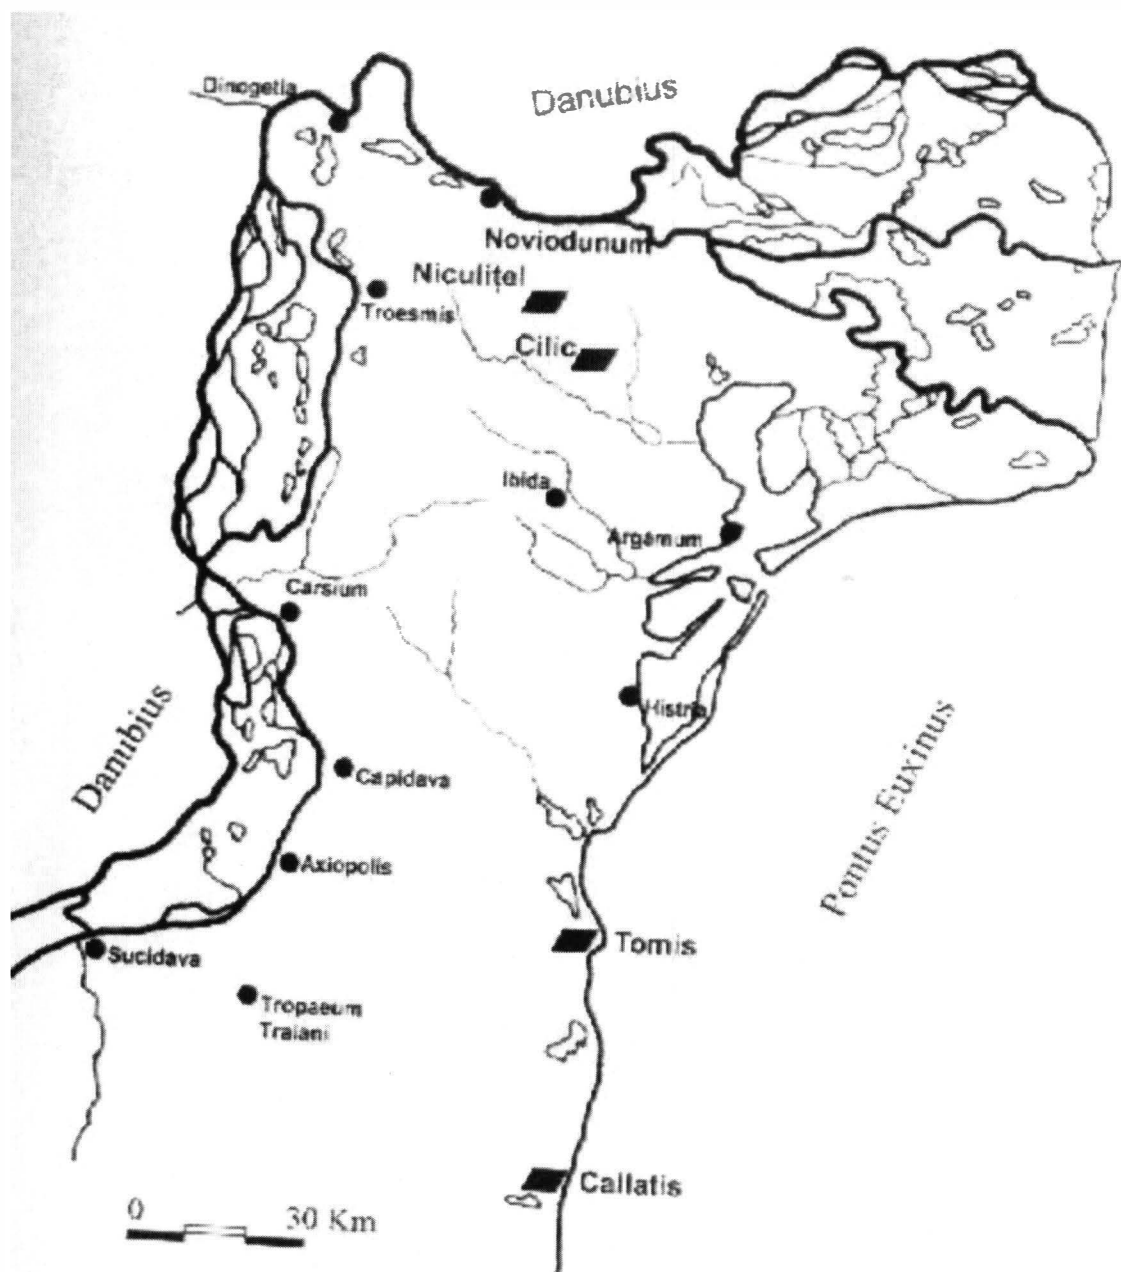 Dinogetia
Danubius
Noviodunum
Niculițel
Troesmis
Cilic
Ibida
Argamum
Carsium
Histria
Danubius
Capidava
Pontus Euxinus
Axiopolis
Tomis
Sucidava
Tropaeum
Traiani
Callatis
0 30 Km